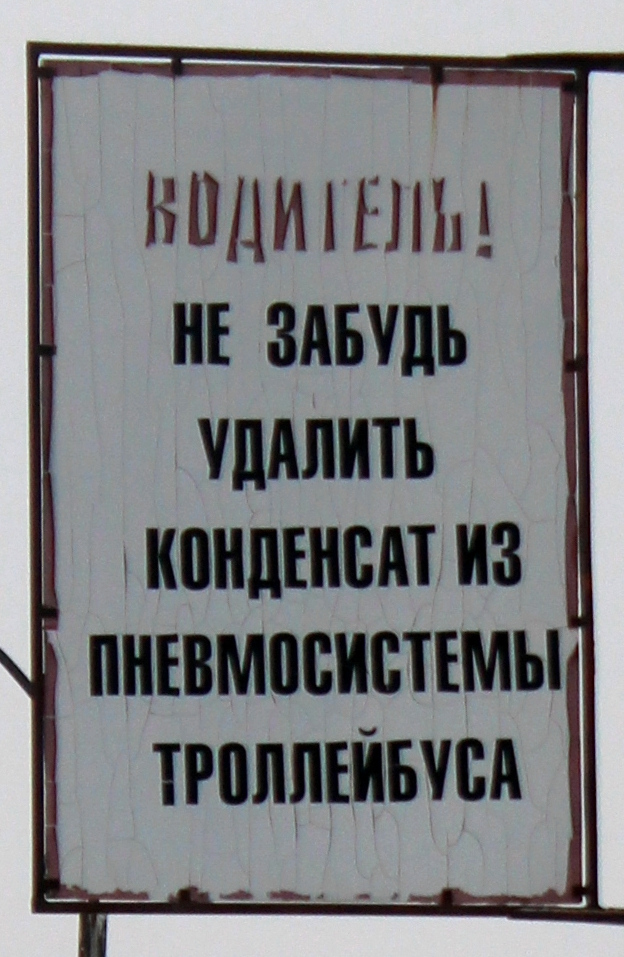 ВОДИТЕЛЬ!
НЕ ЗАБУДЬ
УДАЛИТЬ
КОНДЕНСАТ ИЗ
ПНЕВМОСИСТЕМЫ
ТРОЛЛЕЙБУСА